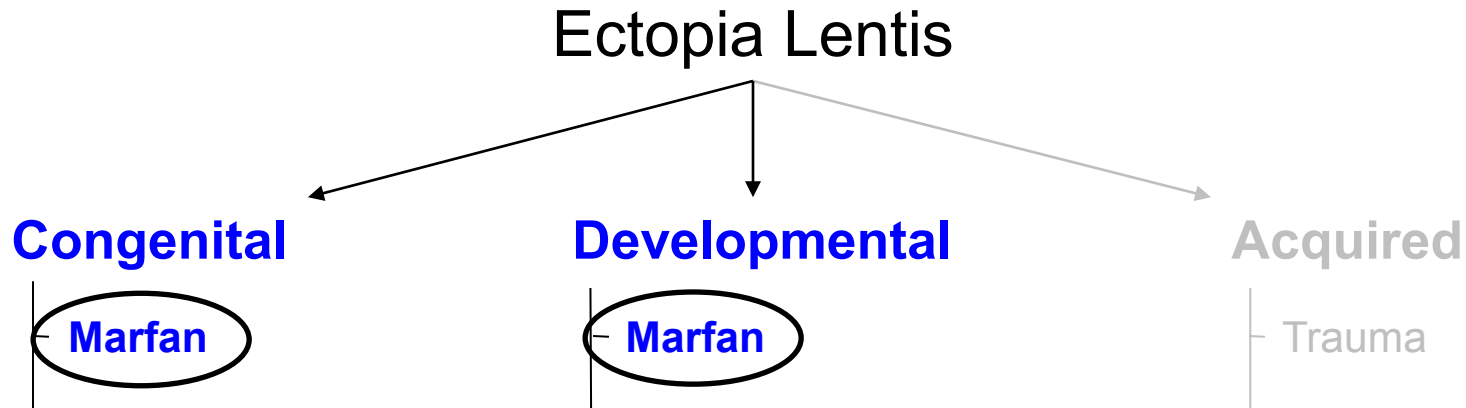 Ectopia Lentis
Congenital Developmental Acquired
Marfan Marfan Trauma